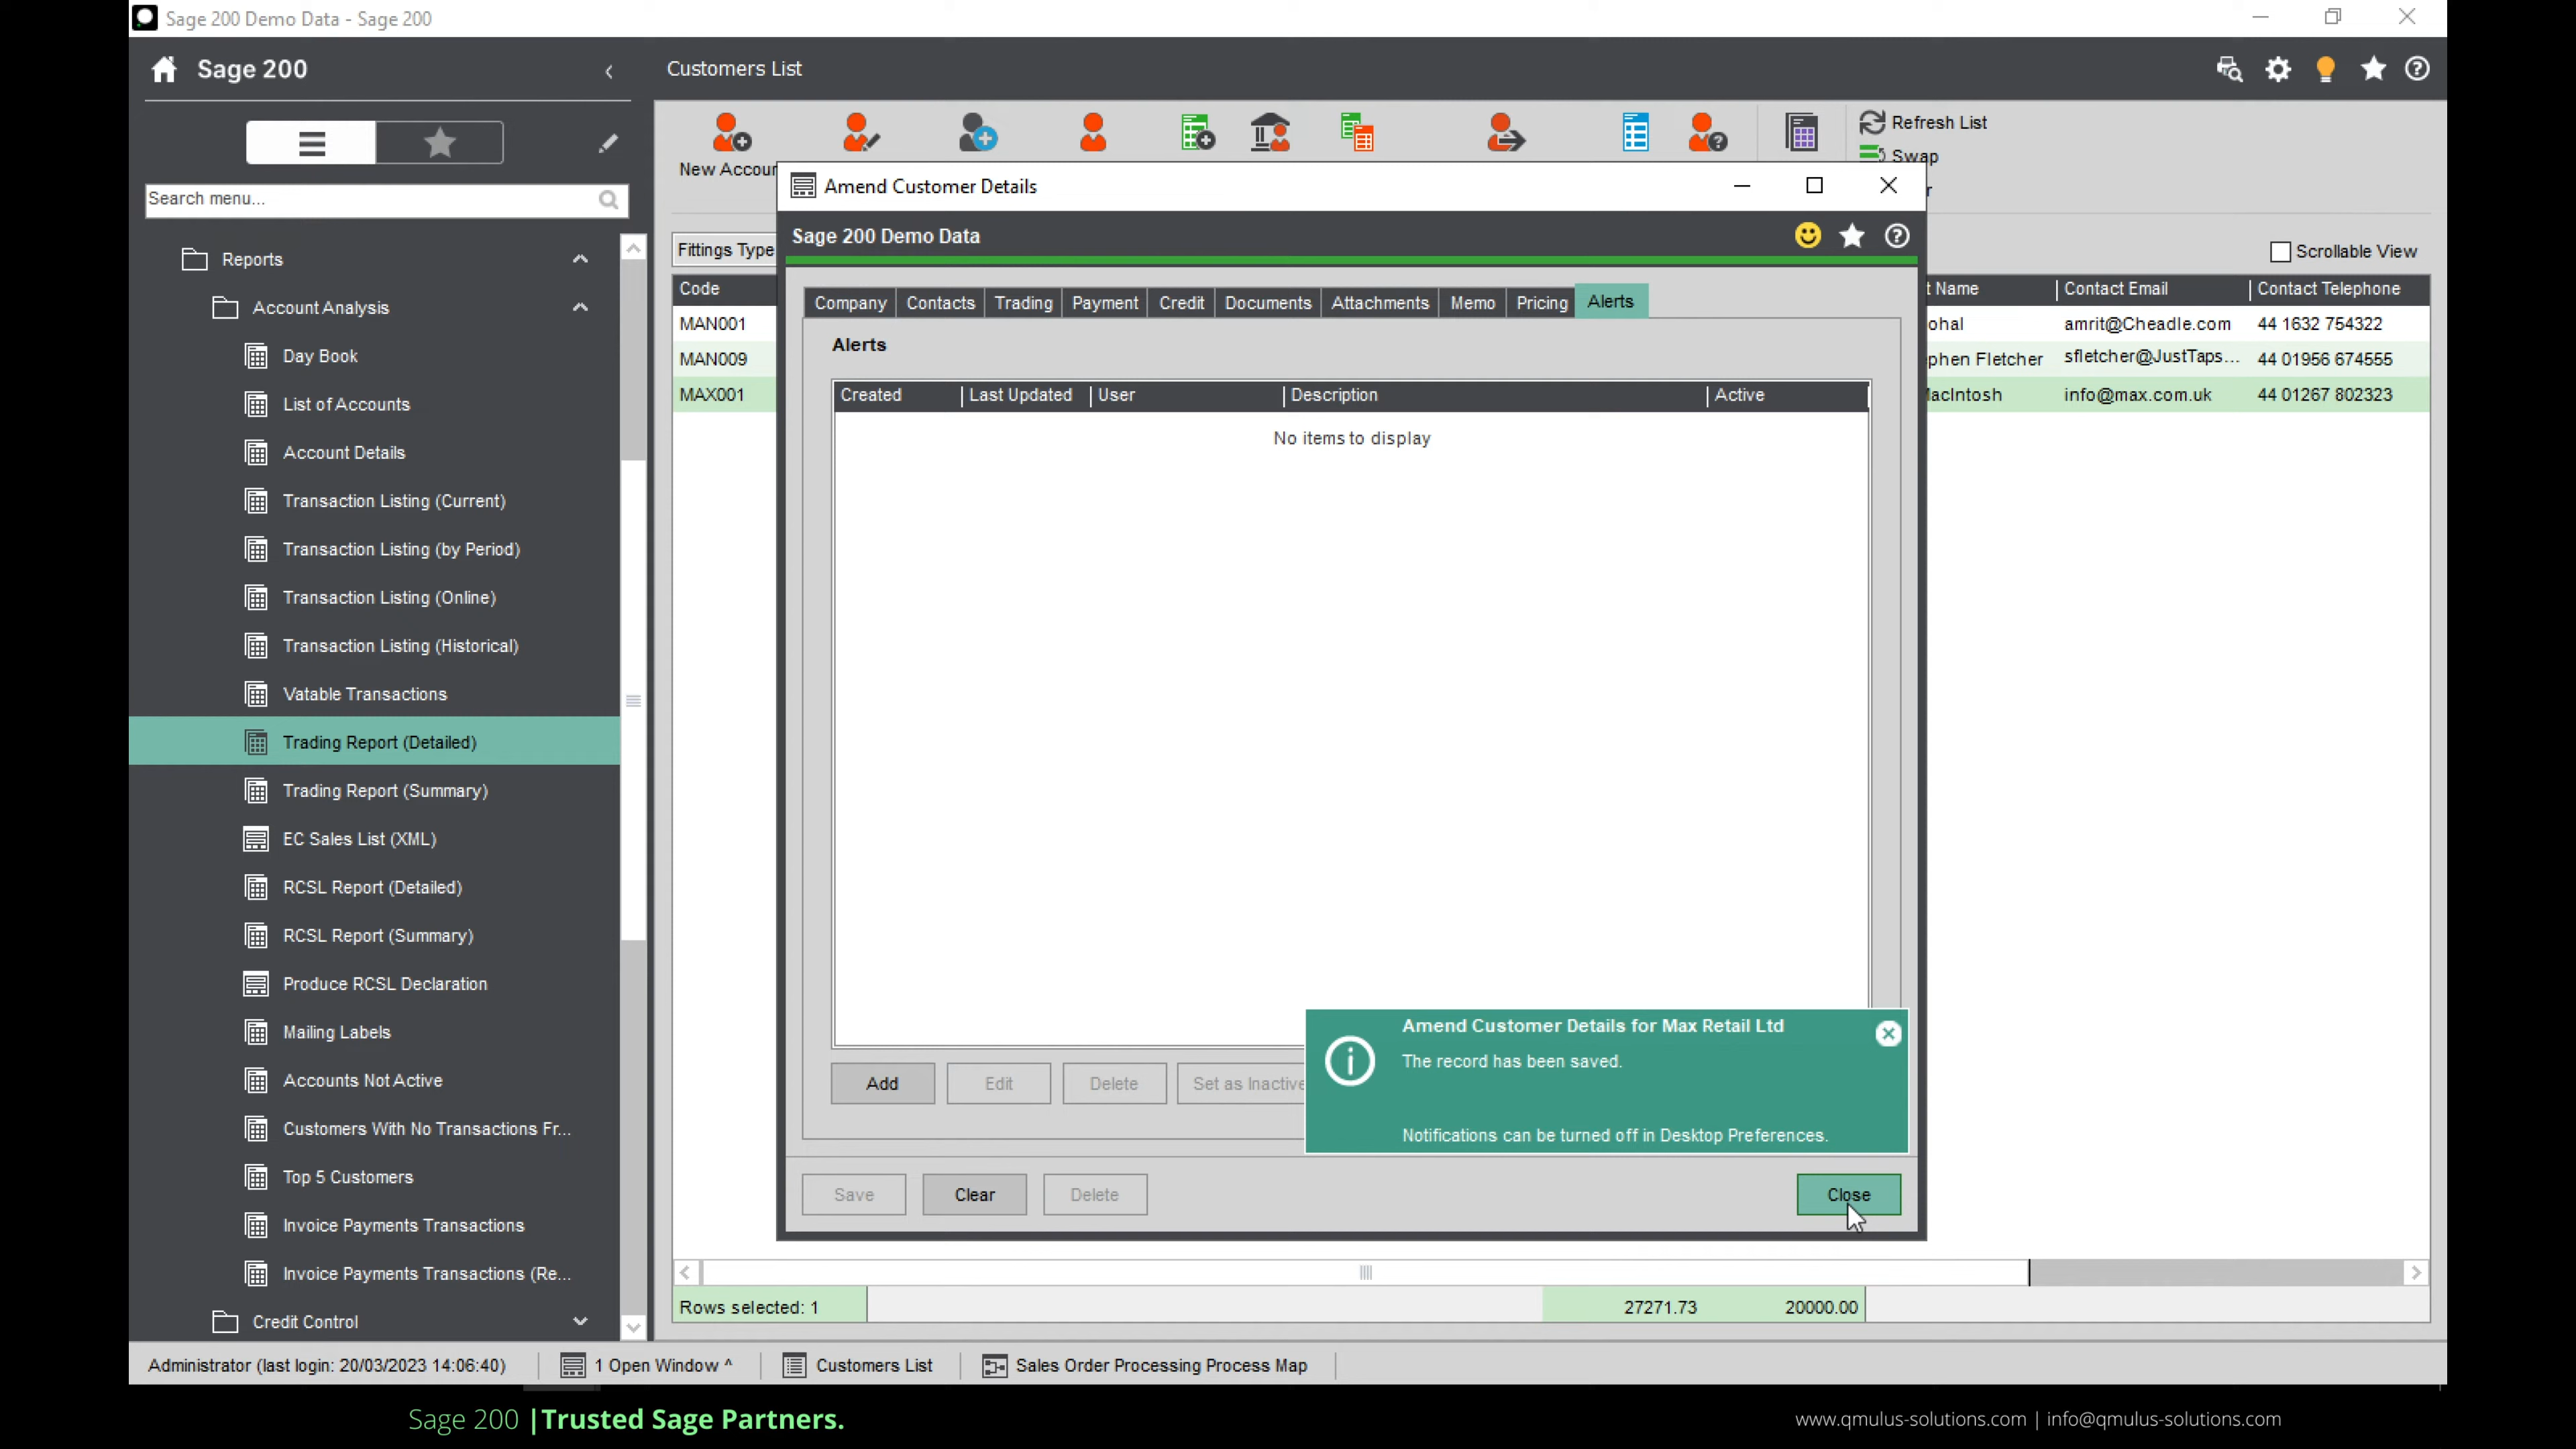 Sage 200 Demo Data - Sage 200
Sage 200
Customers List
New Accoun
Refresh List
Swap
r
Search menu...
Reports
Account Analysis
Day Book
List of Accounts
Account Details
Transaction Listing (Current)
Transaction Listing (by Period)
Transaction Listing (Online)
Transaction Listing (Historical)
Vatable Transactions
Trading Report (Detailed)
Trading Report (Summary)
EC Sales List (XML)
RCSL Report (Detailed)
RCSL Report (Summary)
Produce RCSL Declaration
Mailing Labels
Accounts Not Active
Customers With No Transactions Fr...
Top 5 Customers
Invoice Payments Transactions
Invoice Payments Transactions (Re...
Credit Control
Fittings Type
Scrollable View
Code t Name Contact Email Contact Telephone
MAN001 ohal amrit@Cheadle.com 44 1632 754322
MAN009 phen Fletcher sfletcher@JustTaps... 44 01956 674555
MAX001 MacIntosh info@max.com.uk 44 01267 802323
Amend Customer Details
Sage 200 Demo Data
Company Contacts Trading Payment Credit Documents Attachments Memo Pricing Alerts
Alerts
Created Last Updated User Description Active
No items to display
Add Edit Delete Set as Inactive
Amend Customer Details for Max Retail Ltd
The record has been saved.
Notifications can be turned off in Desktop Preferences.
Save Clear Delete Close
Rows selected: 1 27271.73 20000.00
Administrator (last login: 20/03/2023 14:06:40) 1 Open Window ^ Customers List Sales Order Processing Process Map
Sage 200 |Trusted Sage Partners.
www.qmulus-solutions.com | info@qmulus-solutions.com